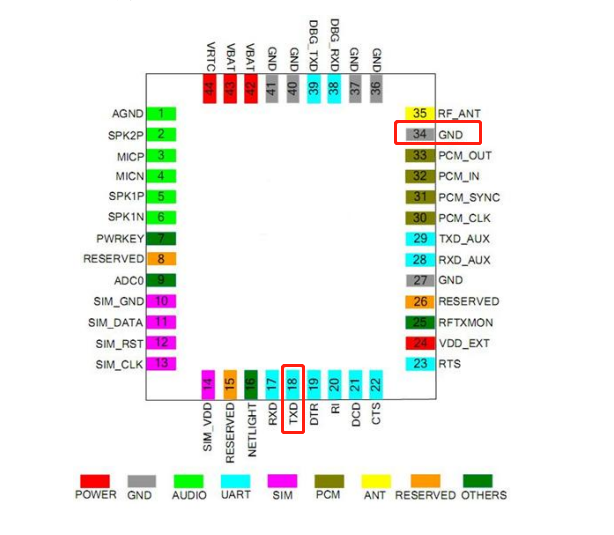 VRTC VBAT VBAT GND GND DBG_TXD DBG_RXD GND GND
44 43 42 41 40 39 38 37 36
AGND 1 35 RF_ANT
SPK2P 2 34 GND
MICP 3 33 PCM_OUT
MICN 4 32 PCM_IN
SPK1P 5 31 PCM_SYNC
SPK1N 6 30 PCM_CLK
PWRKEY 7 29 TXD_AUX
RESERVED 8 28 RXD_AUX
ADC0 9 27 GND
SIM_GND 10 26 RESERVED
SIM_DATA 11 25 RFTXMON
SIM_RST 12 24 VDD_EXT
SIM_CLK 13 23 RTS
14 15 16 17 18 19 20 21 22
SIM_VDD RESERVED NETLIGHT RXD TXD DTR RI DCD CTS
POWER GND AUDIO UART SIM PCM ANT RESERVED OTHERS